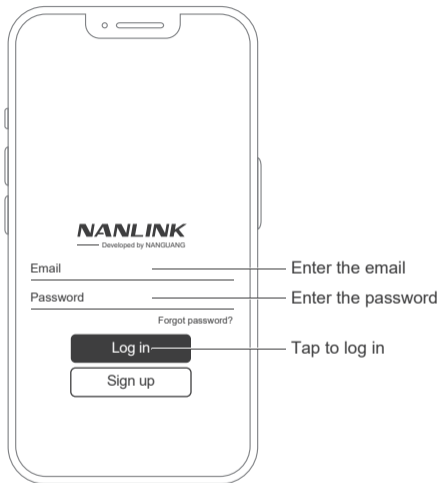 NANLINK
Developed by NANGUANG
Email
Enter the email
Password
Enter the password
Forgot password?
Log in
Tap to log in
Sign up